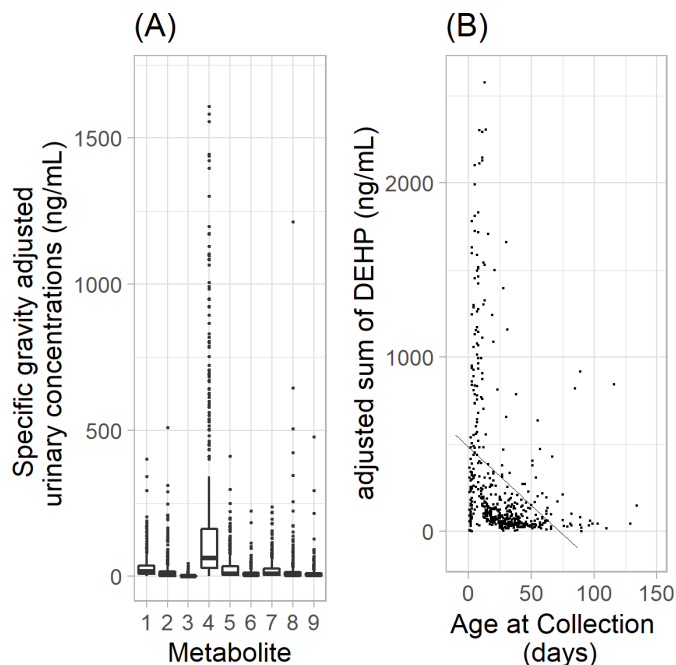 (A)
Specific gravity adjusted
urinary concentrations (ng/mL)
1500
1000
500
0
1 2 3 4 5 6 7 8 9
Metabolite
(B)
adjusted sum of DEHP (ng/mL)
2000
1000
0
0 50 100 150
Age at Collection
(days)